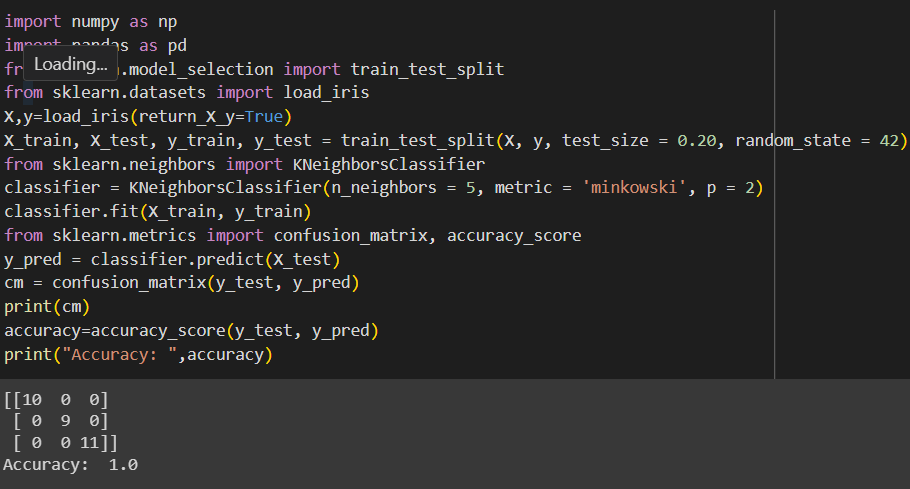 import numpy as np
import pandas as pd
Loading...
from sklearn.model_selection import train_test_split
from sklearn.datasets import load_iris
X,y=load_iris(return_X_y=True)
X_train, X_test, y_train, y_test = train_test_split(X, y, test_size = 0.20, random_state = 42)
from sklearn.neighbors import KNeighborsClassifier
classifier = KNeighborsClassifier(n_neighbors = 5, metric = 'minkowski', p = 2)
classifier.fit(X_train, y_train)
from sklearn.metrics import confusion_matrix, accuracy_score
y_pred = classifier.predict(X_test)
cm = confusion_matrix(y_test, y_pred)
print(cm)
accuracy=accuracy_score(y_test, y_pred)
print("Accuracy: ",accuracy)
[[10  0  0]
 [ 0  9  0]
 [ 0  0 11]]
Accuracy:  1.0